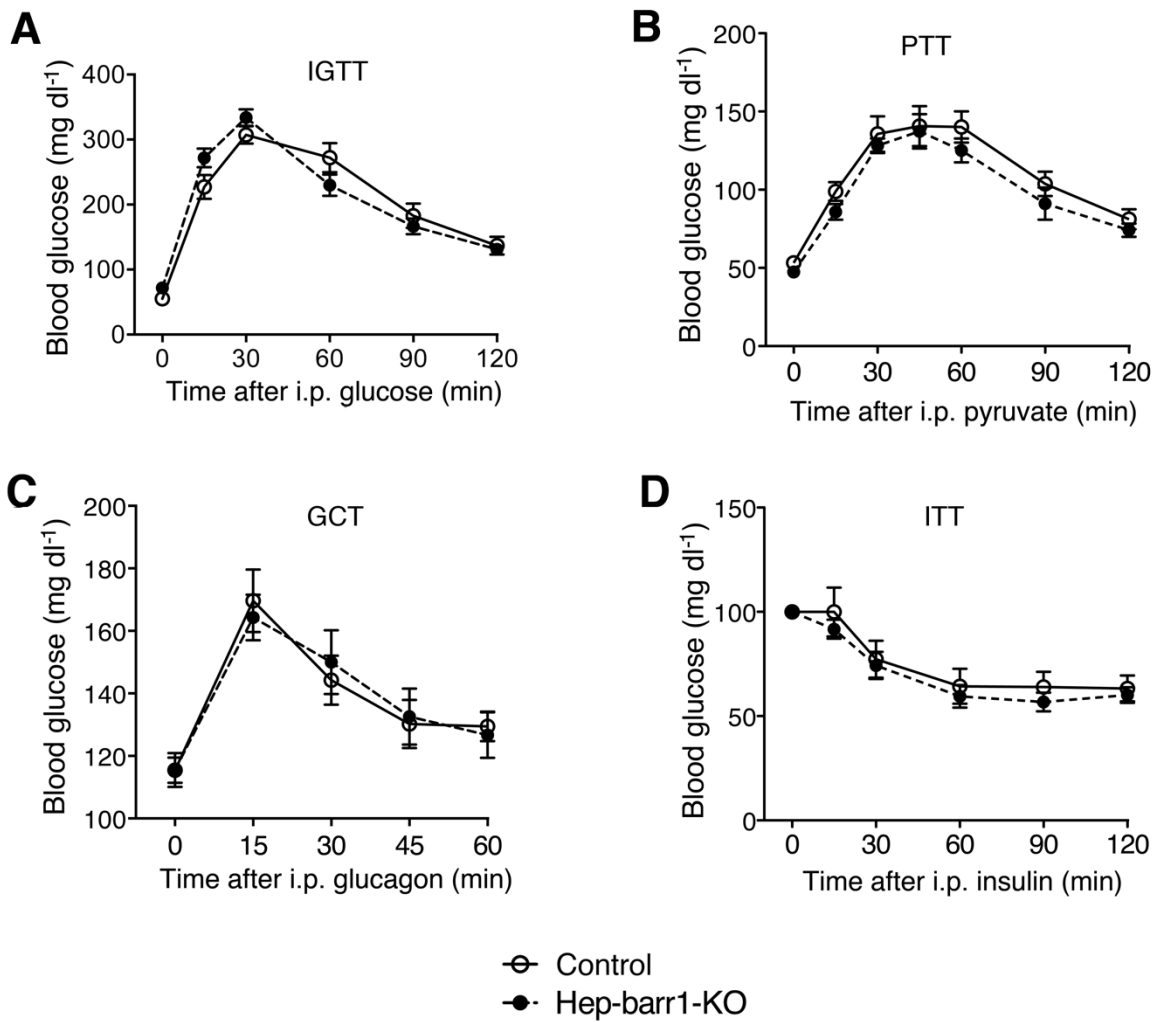 A
IGTT
Blood glucose (mg dl-1)
400
300
200
100
0
0 30 60 90 120
Time after i.p. glucose (min)
B
PTT
Blood glucose (mg dl-1)
200
150
100
50
0
0 30 60 90 120
Time after i.p. pyruvate (min)
C
GCT
Blood glucose (mg dl-1)
200
180
160
140
120
100
0 15 30 45 60
Time after i.p. glucagon (min)
D
ITT
Blood glucose (mg dl-1)
150
100
50
0
0 30 60 90 120
Time after i.p. insulin (min)
Control
Hep-barr1-KO